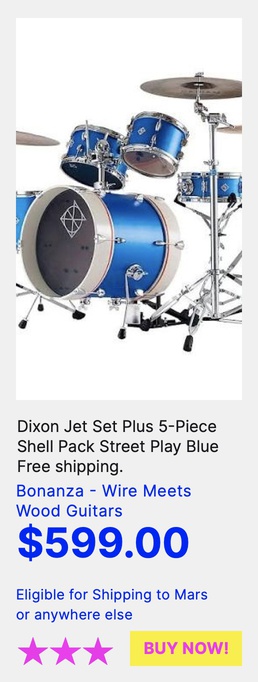 Dixon Jet Set Plus 5-Piece
Shell Pack Street Play Blue
Free shipping.
Bonanza - Wire Meets
Wood Guitars
$599.00
Eligible for Shipping to Mars
or anywhere else
BUY NOW!